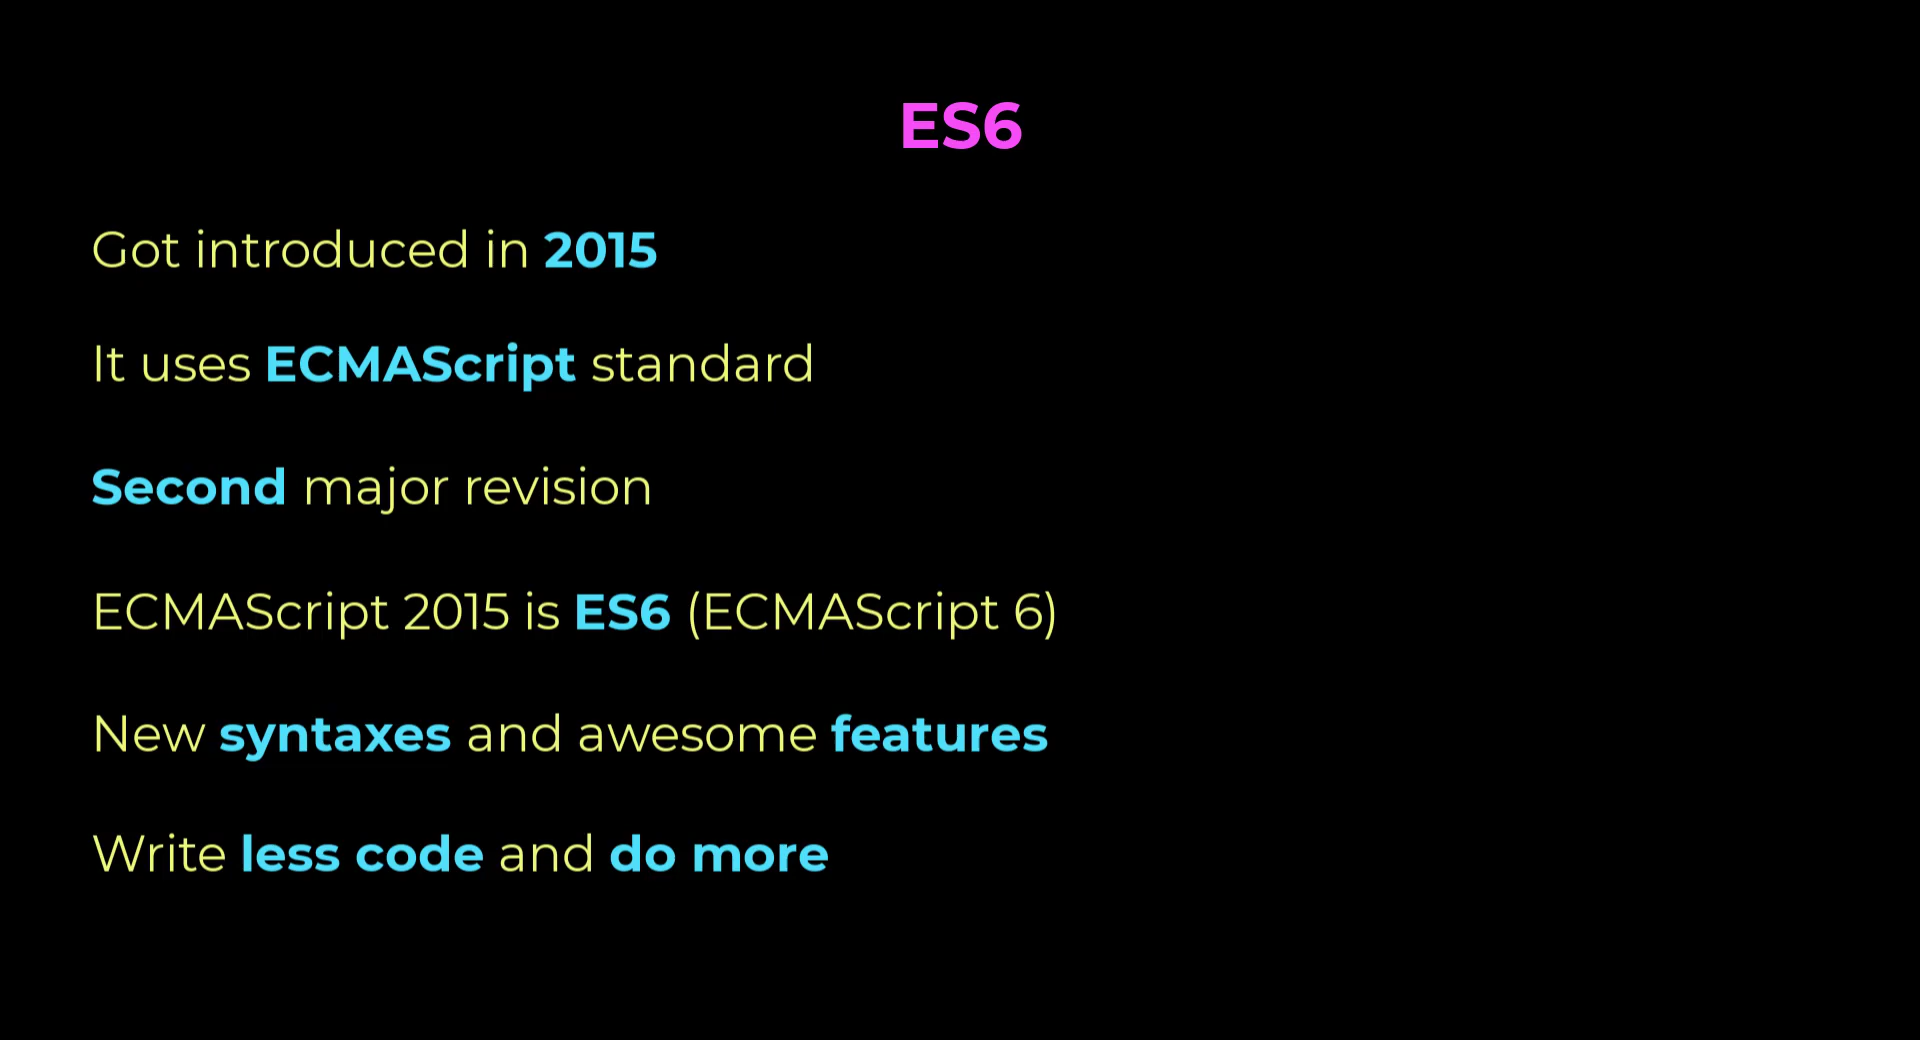 ES6
Got introduced in 2015
It uses ECMAScript standard
Second major revision
ECMAScript 2015 is ES6 (ECMAScript 6)
New syntaxes and awesome features
Write less code and do more